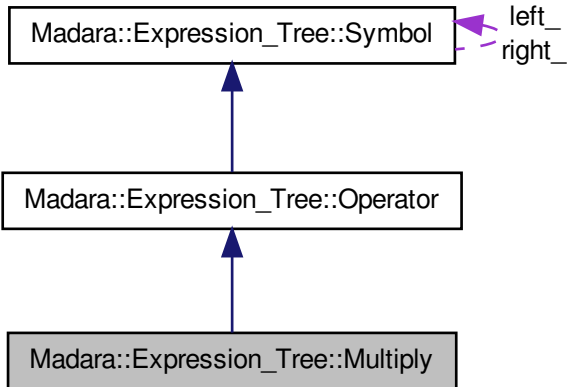 Madara::Expression_Tree::Symbol
left_
right_
Madara::Expression_Tree::Operator
Madara::Expression_Tree::Multiply